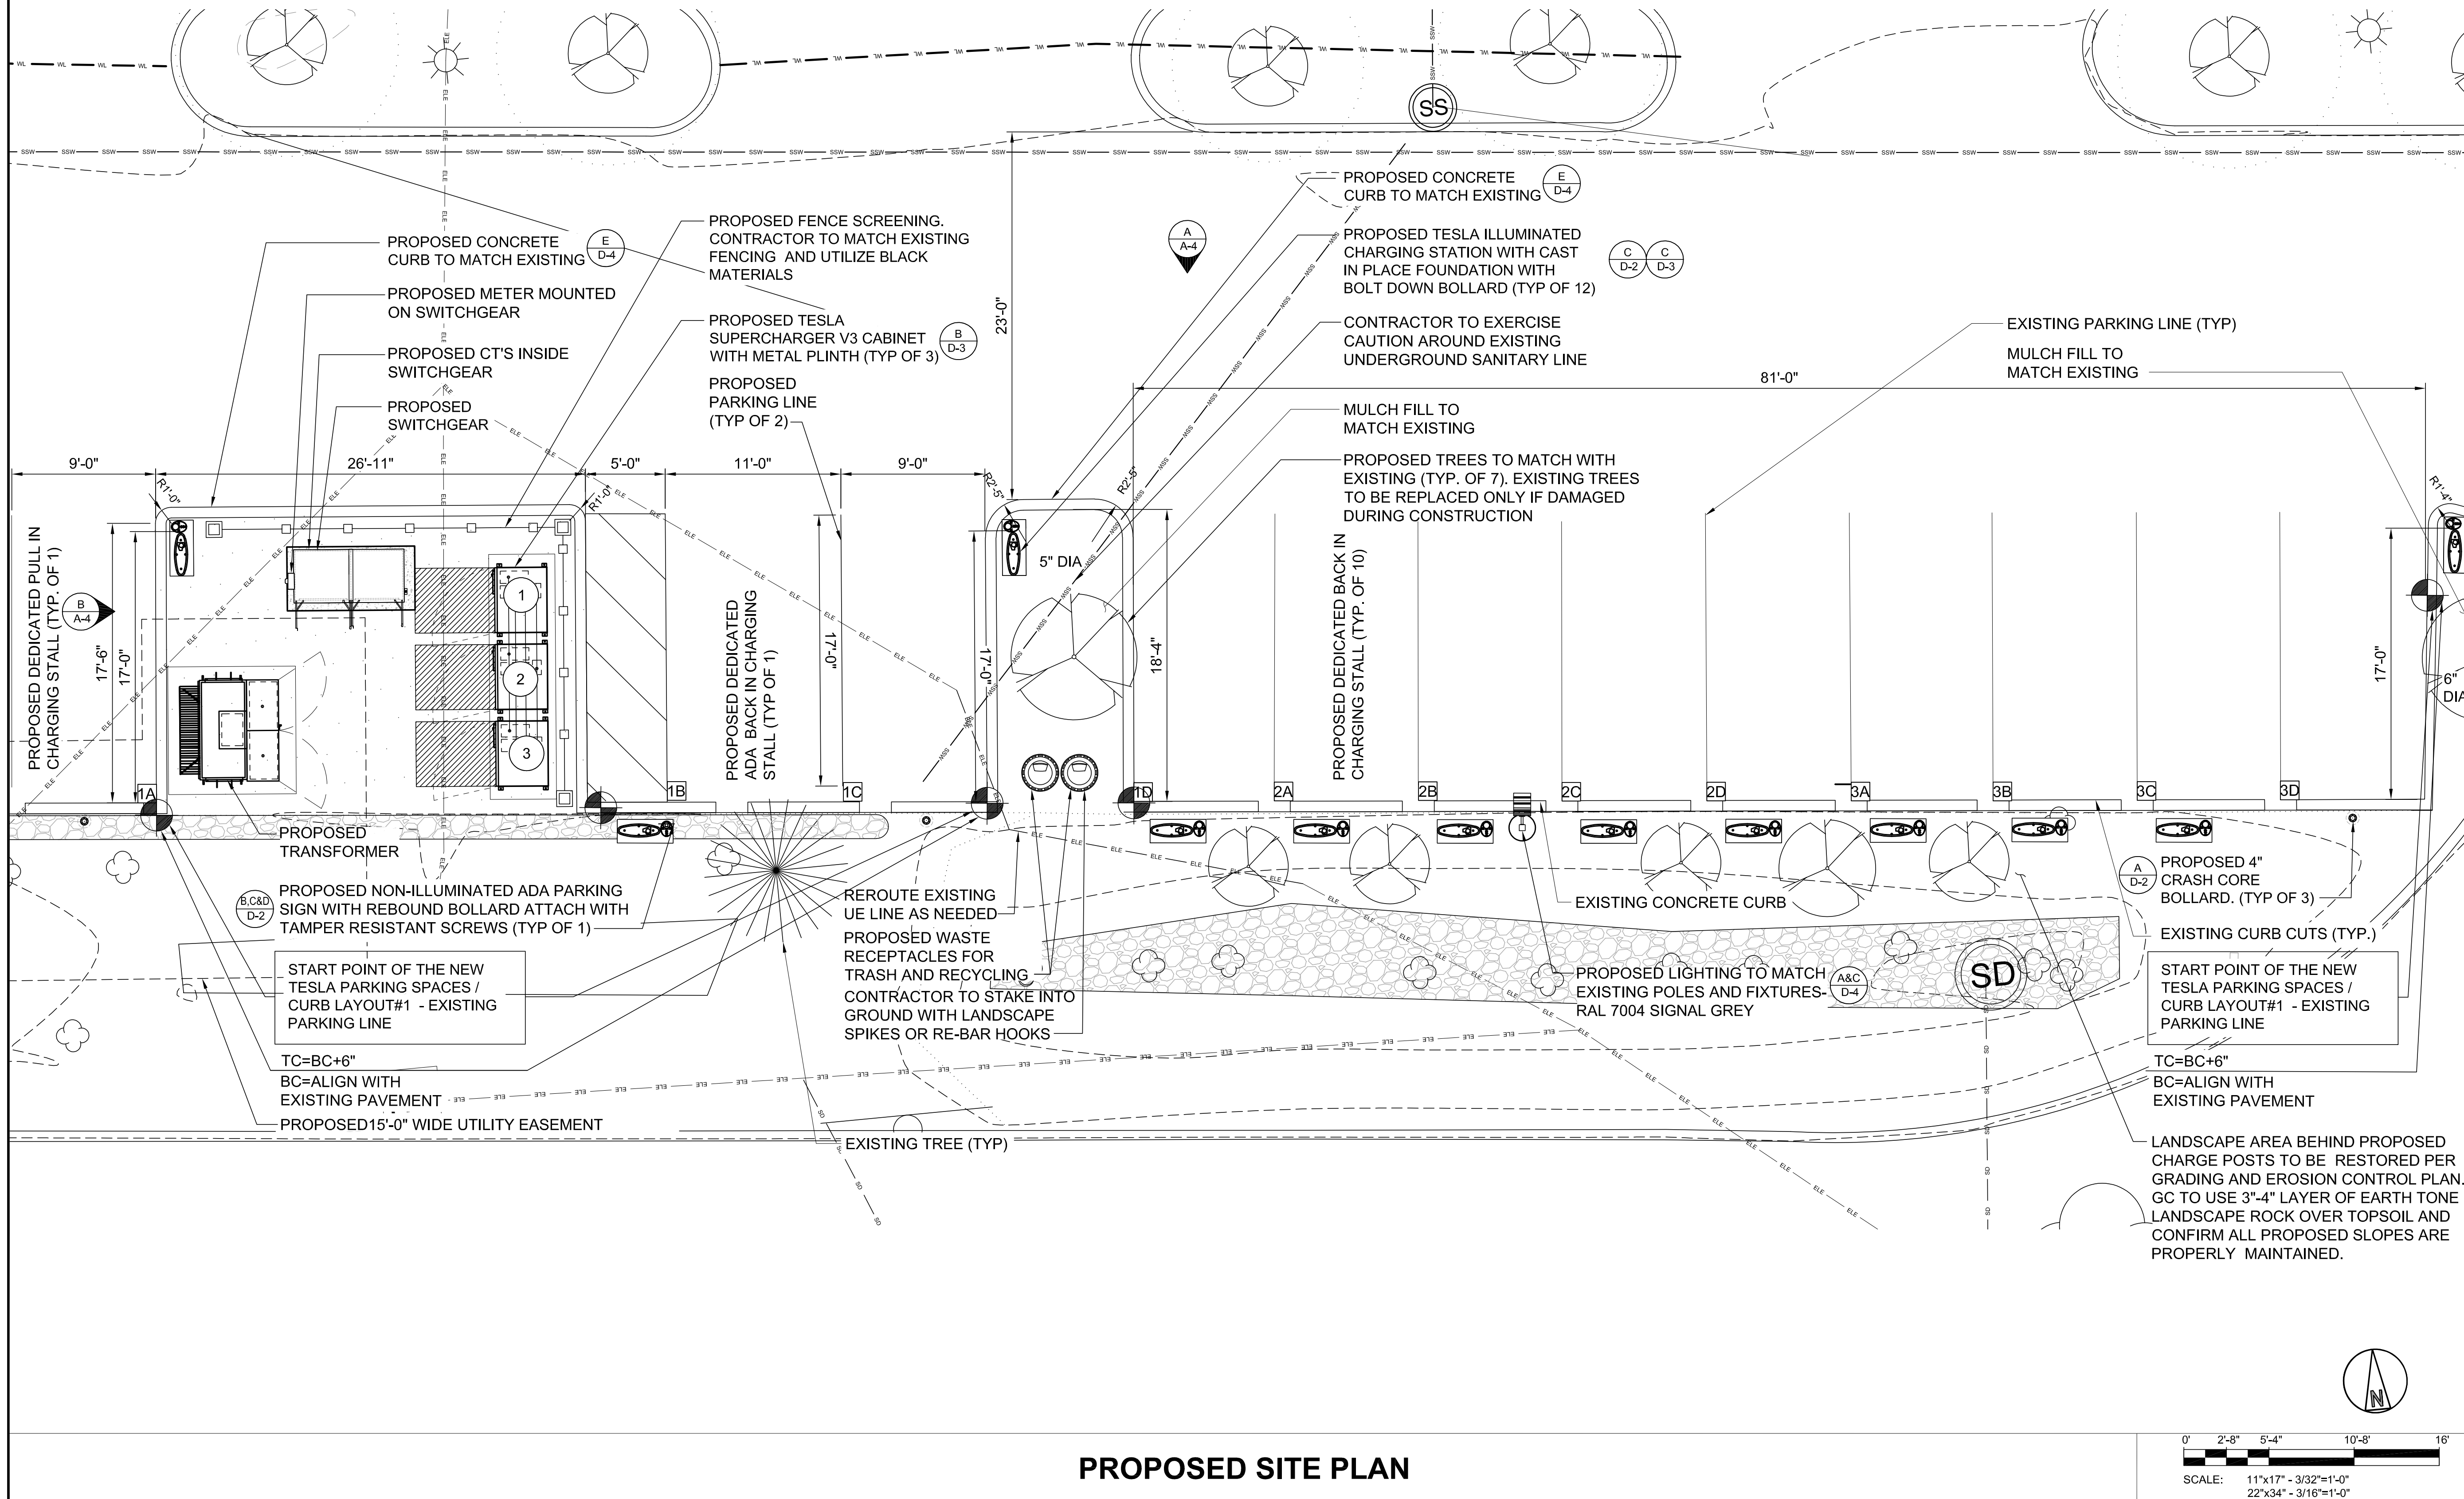 SS
PROPOSED CONCRETE
CURB TO MATCH EXISTING
E
D-4
PROPOSED METER MOUNTED
ON SWITCHGEAR
PROPOSED CT'S INSIDE
SWITCHGEAR
PROPOSED
SWITCHGEAR
PROPOSED FENCE SCREENING.
CONTRACTOR TO MATCH EXISTING
FENCING AND UTILIZE BLACK
MATERIALS
PROPOSED TESLA
SUPERCHARGER V3 CABINET
WITH METAL PLINTH (TYP OF 3)
B
D-3
PROPOSED
PARKING LINE
(TYP OF 2)
23'-0"
A
A-4
PROPOSED CONCRETE
CURB TO MATCH EXISTING
E
D-4
PROPOSED TESLA ILLUMINATED
CHARGING STATION WITH CAST
IN PLACE FOUNDATION WITH
BOLT DOWN BOLLARD (TYP OF 12)
C
D-2
C
D-3
CONTRACTOR TO EXERCISE
CAUTION AROUND EXISTING
UNDERGROUND SANITARY LINE
MULCH FILL TO
MATCH EXISTING
PROPOSED TREES TO MATCH WITH
EXISTING (TYP. OF 7). EXISTING TREES
TO BE REPLACED ONLY IF DAMAGED
DURING CONSTRUCTION
EXISTING PARKING LINE (TYP)
MULCH FILL TO
MATCH EXISTING
81'-0"
9'-0"
26'-11"
5'-0"
11'-0"
9'-0"
R1'-0"
R1'-0"
R2'-5"
R2'-5"
R1'-4"
PROPOSED DEDICATED PULL IN
CHARGING STALL (TYP. OF 1)
B
A-4
17'-6"
17'-0"
1
2
3
PROPOSED DEDICATED
ADA BACK IN CHARGING
STALL (TYP OF 1)
17'-0"
17'-0"
5" DIA
18'-4"
PROPOSED DEDICATED BACK IN
CHARGING STALL (TYP. OF 10)
17'-0"
6"
DIA
1A
1B
1C
1D
2A
2B
2C
2D
3A
3B
3C
3D
PROPOSED
TRANSFORMER
B,C&D
D-2
PROPOSED NON-ILLUMINATED ADA PARKING
SIGN WITH REBOUND BOLLARD ATTACH WITH
TAMPER RESISTANT SCREWS (TYP OF 1)
START POINT OF THE NEW
TESLA PARKING SPACES /
CURB LAYOUT#1 - EXISTING
PARKING LINE
TC=BC+6"
BC=ALIGN WITH
EXISTING PAVEMENT
PROPOSED15'-0" WIDE UTILITY EASEMENT
REROUTE EXISTING
UE LINE AS NEEDED
PROPOSED WASTE
RECEPTACLES FOR
TRASH AND RECYCLING
CONTRACTOR TO STAKE INTO
GROUND WITH LANDSCAPE
SPIKES OR RE-BAR HOOKS
EXISTING TREE (TYP)
EXISTING CONCRETE CURB
PROPOSED LIGHTING TO MATCH
EXISTING POLES AND FIXTURES-
RAL 7004 SIGNAL GREY
A&C
D-4
SD
A
D-2
PROPOSED 4"
CRASH CORE
BOLLARD. (TYP OF 3)
EXISTING CURB CUTS (TYP.)
START POINT OF THE NEW
TESLA PARKING SPACES /
CURB LAYOUT#1 - EXISTING
PARKING LINE
TC=BC+6"
BC=ALIGN WITH
EXISTING PAVEMENT
LANDSCAPE AREA BEHIND PROPOSED
CHARGE POSTS TO BE RESTORED PER
GRADING AND EROSION CONTROL PLAN.
GC TO USE 3"-4" LAYER OF EARTH TONE
LANDSCAPE ROCK OVER TOPSOIL AND
CONFIRM ALL PROPOSED SLOPES ARE
PROPERLY MAINTAINED.
N
PROPOSED SITE PLAN
0' 2'-8" 5'-4" 10'-8' 16'
SCALE: 11"x17" - 3/32"=1'-0"
22"x34" - 3/16"=1'-0"